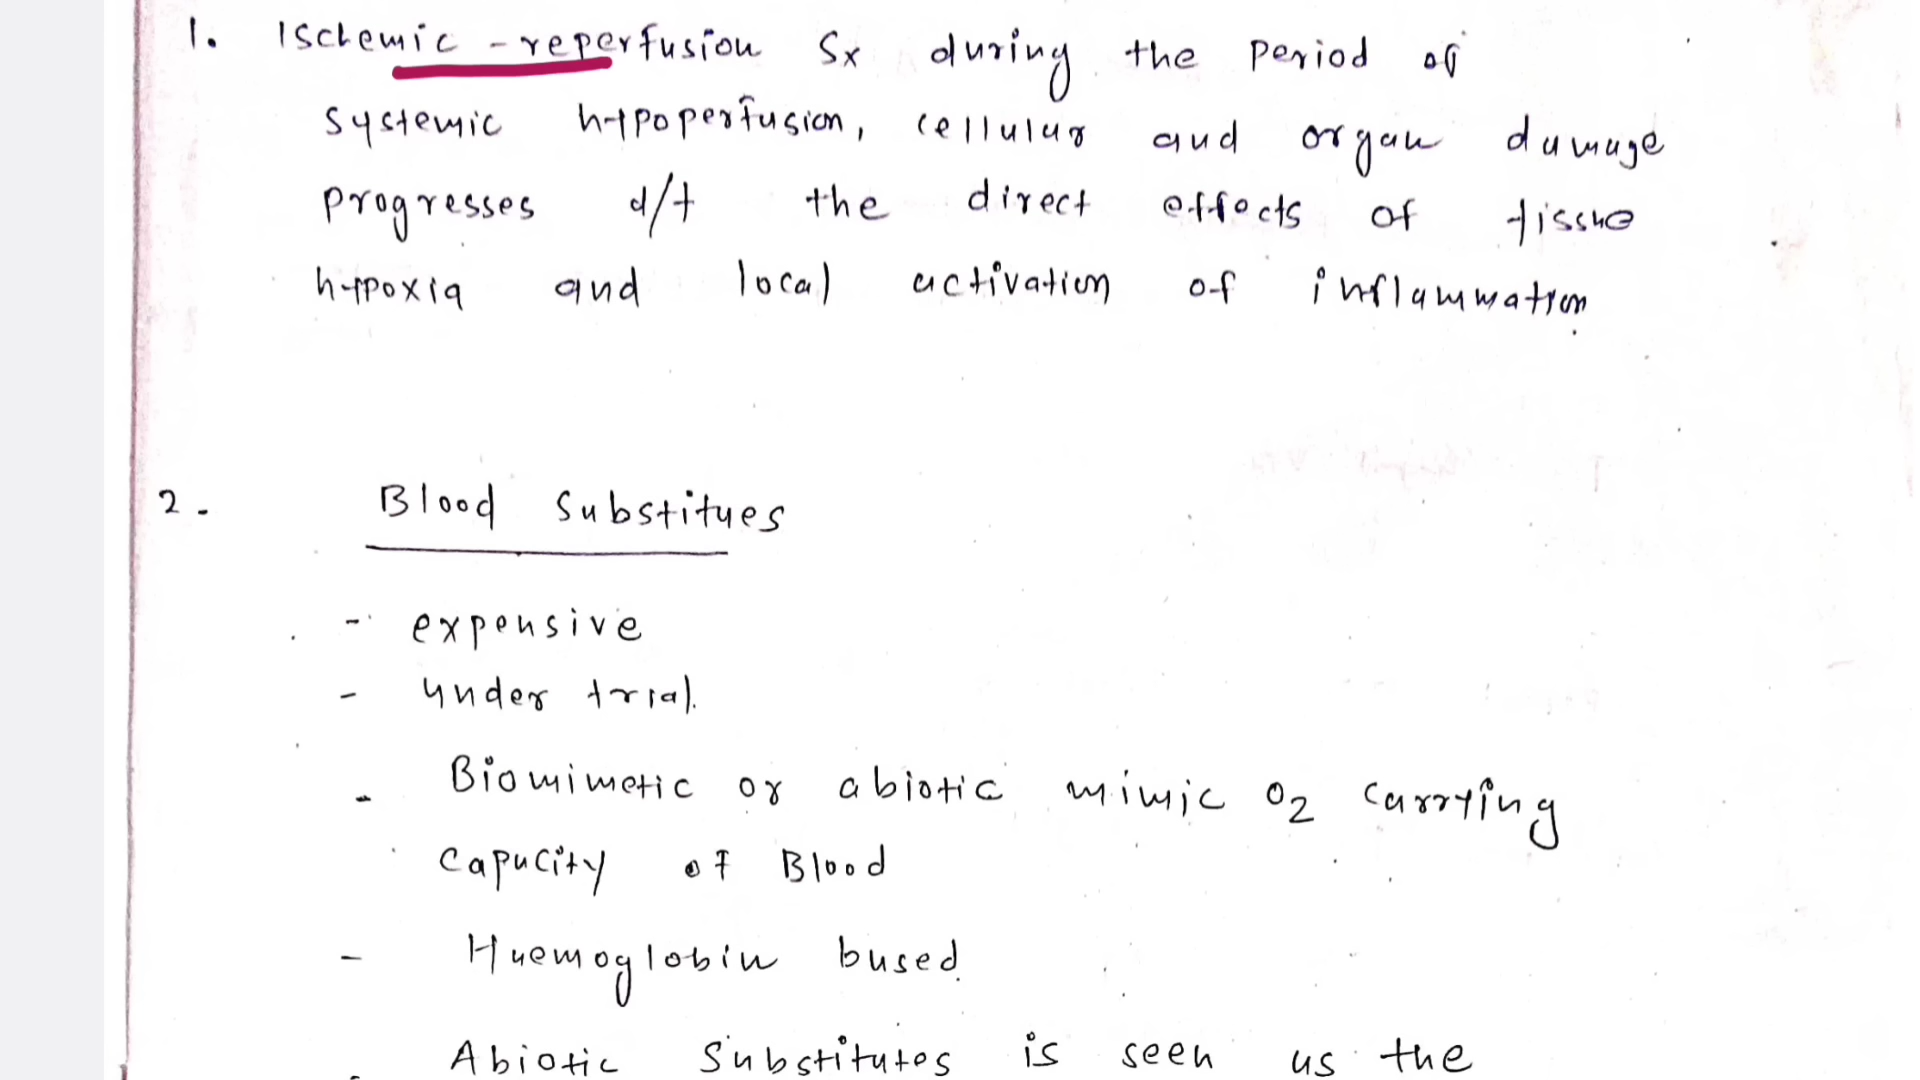 1. Ischemic - reperfusion Sx during the period of
systemic hypoperfusion, cellular and organ damage
progresses d/t the direct effects of tissue
hypoxia and local activation of inflammation
2. Blood Substitues
- expensive
- under trial.
- Biomimetic or abiotic mimic O2 carrying
capacity of Blood
- Haemoglobin based
. Abiotic Substitutes is seen as the